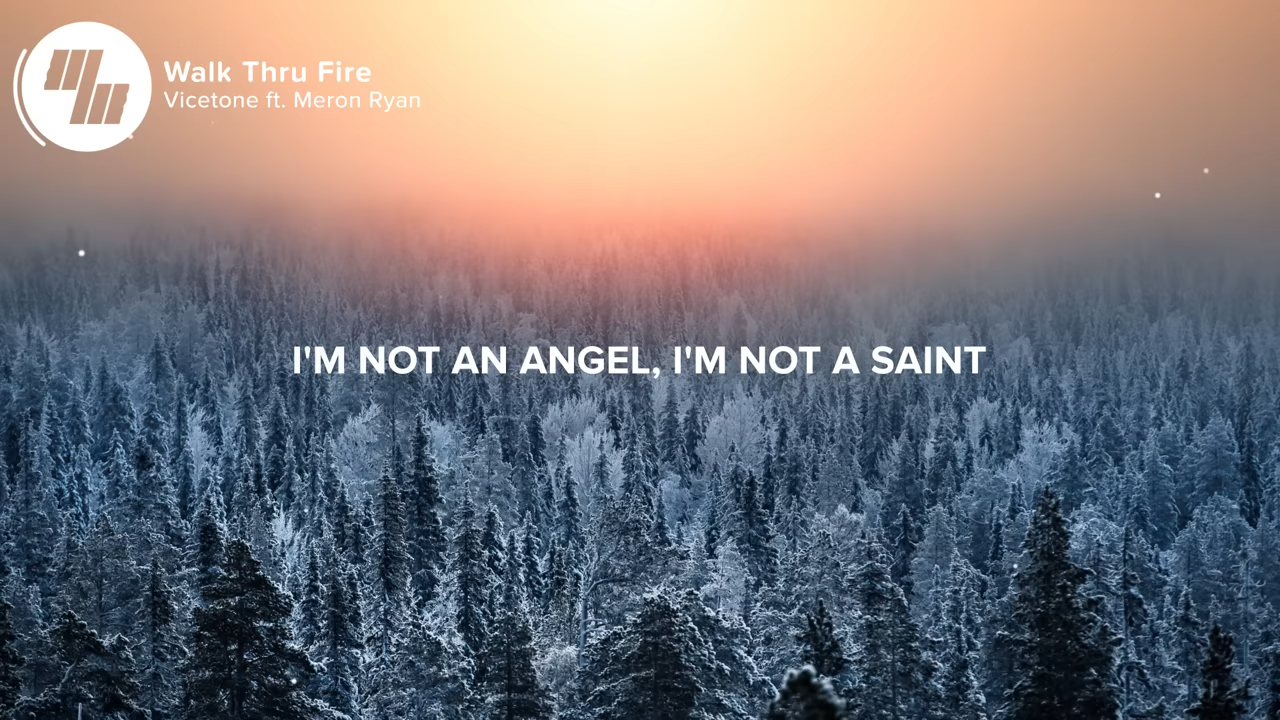 Walk Thru Fire
Vicetone ft. Meron Ryan
I'M NOT AN ANGEL, I'M NOT A SAINT